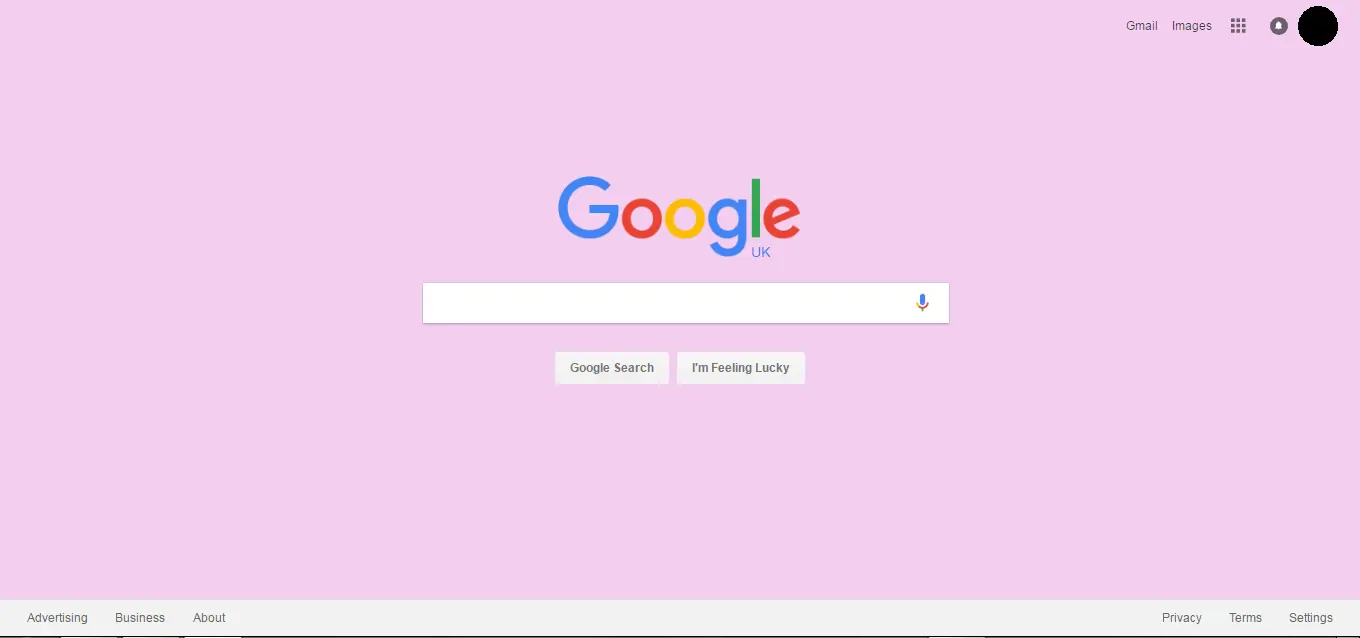 Gmail Images
Google
UK
Google Search I'm Feeling Lucky
Advertising Business About Privacy Terms Settings